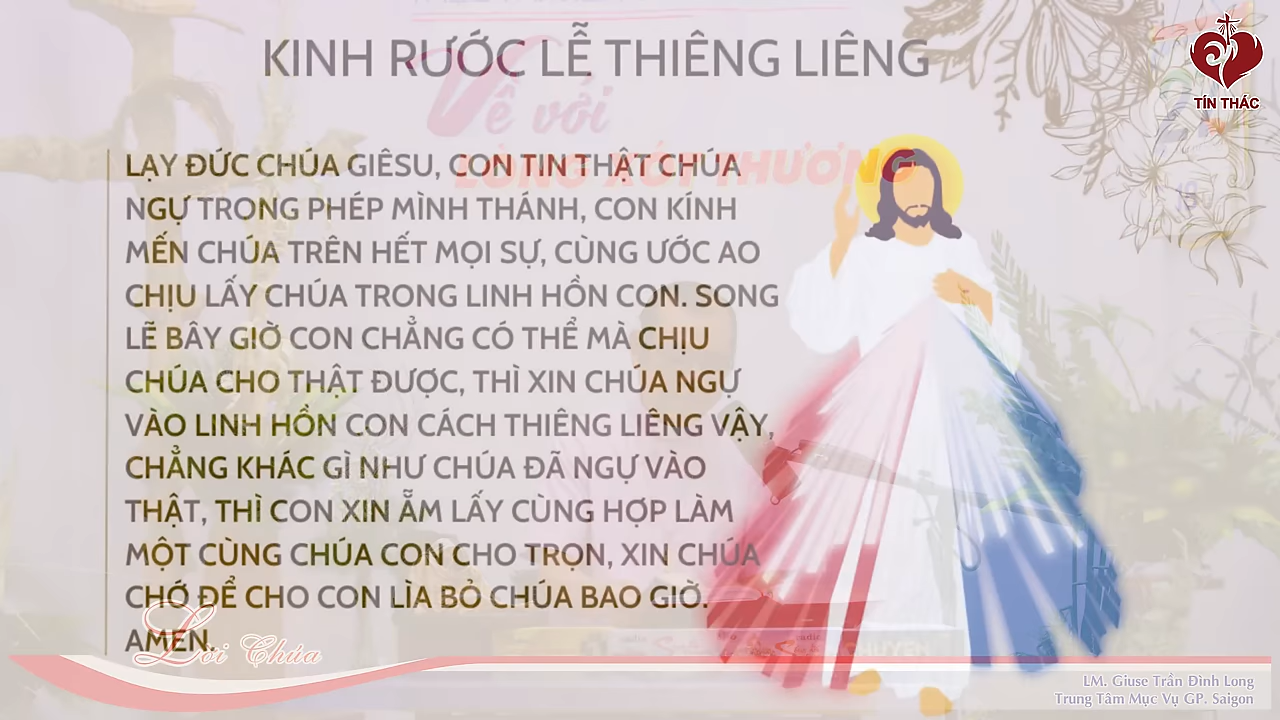 KINH RƯỚC LỄ THIÊNG LIÊNG
TÍN THÁC
Về với
LÒNG XÓT THƯƠNG
LẠY ĐỨC CHÚA GIÊSU, CON TIN THẬT CHÚA
NGỰ TRONG PHÉP MÌNH THÁNH, CON KÍNH
MẾN CHÚA TRÊN HẾT MỌI SỰ, CÙNG ƯỚC AO
CHỊU LẤY CHÚA TRONG LINH HỒN CON. SONG
LẼ BÂY GIỜ CON CHẲNG CÓ THỂ MÀ CHỊU
CHÚA CHO THẬT ĐƯỢC, THÌ XIN CHÚA NGỰ
VÀO LINH HỒN CON CÁCH THIÊNG LIÊNG VẬY,
CHẲNG KHÁC GÌ NHƯ CHÚA ĐÃ NGỰ VÀO
THẬT, THÌ CON XIN ẴM LẤY CÙNG HỢP LÀM
MỘT CÙNG CHÚA CON CHO TRỌN, XIN CHÚA
CHỚ ĐỂ CHO CON LÌA BỎ CHÚA BAO GIỜ.
AMEN.
Lời Chúa
LM. Giuse Trần Đình Long
Trung Tâm Mục Vụ GP. Saigon